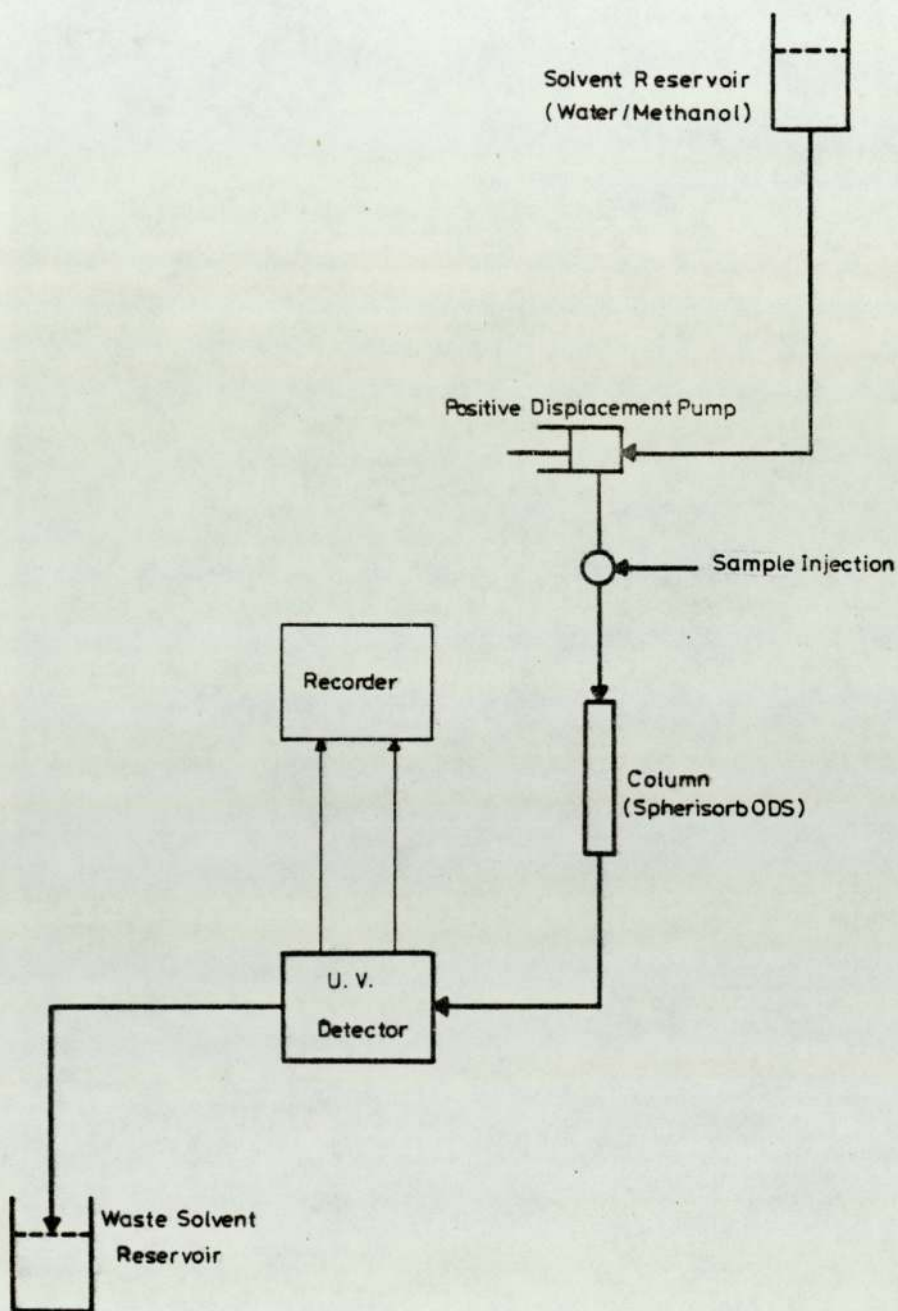 Solvent Reservoir
(Water/Methanol)
Positive Displacement Pump
Sample Injection
Recorder
Column
(Spherisorb ODS)
U. V.
Detector
Waste Solvent
Reservoir